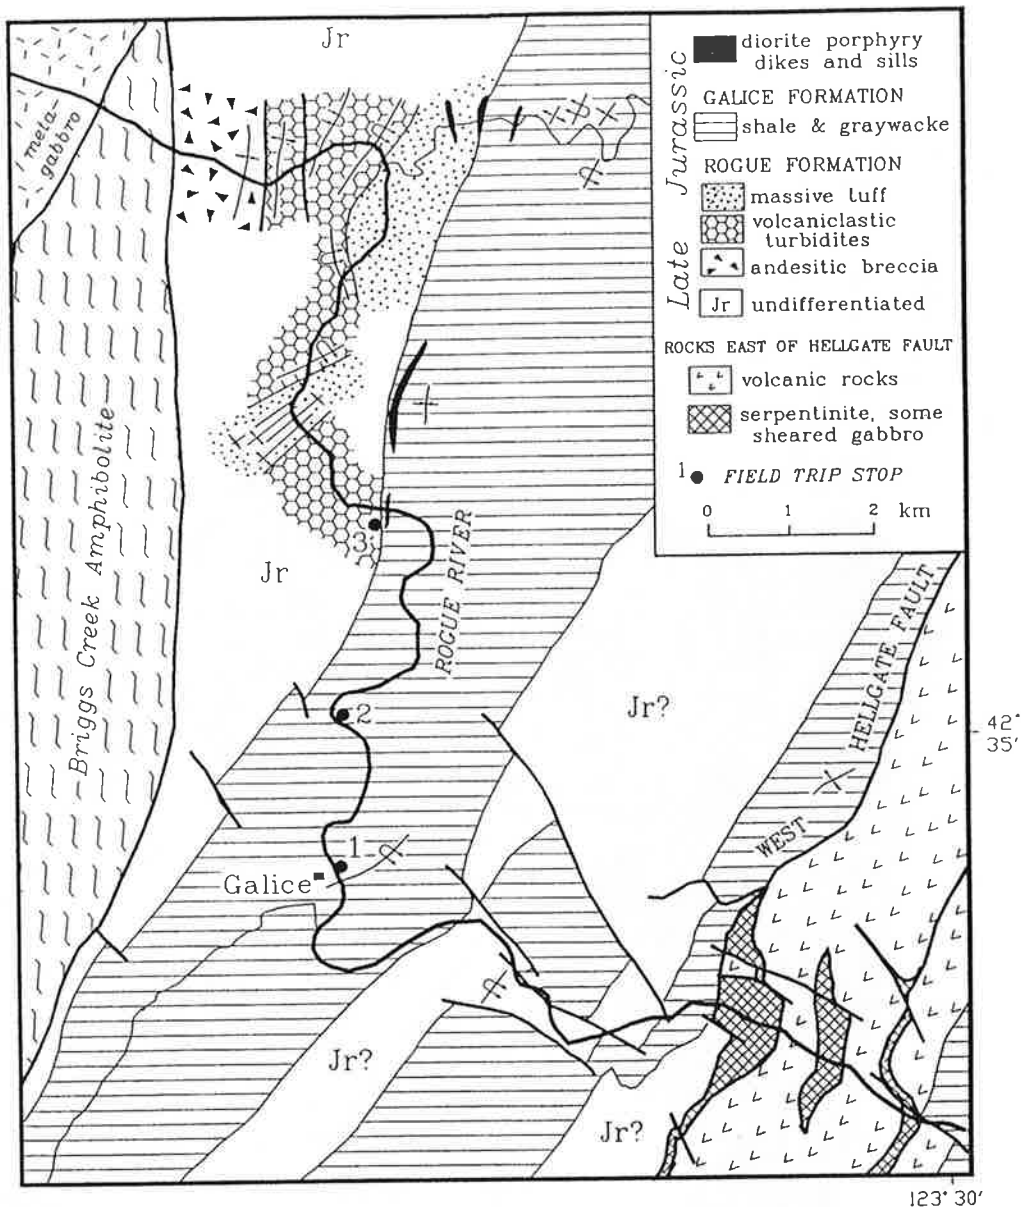 Jr
meta-
gabbro
Late Jurassic
diorite porphyry
dikes and sills
GALICE FORMATION
shale & graywacke
ROGUE FORMATION
massive tuff
volcaniclastic
turbidites
andesitic breccia
Jr undifferentiated
ROCKS EAST OF HELLGATE FAULT
volcanic rocks
serpentinite, some
sheared gabbro
1 FIELD TRIP STOP
0 1 2 km
Briggs Creek Amphibolite
3
Jr
ROGUE RIVER
2
Jr?
WEST HELLGATE FAULT
42°
35'
1
Galice
Jr?
Jr?
123° 30'